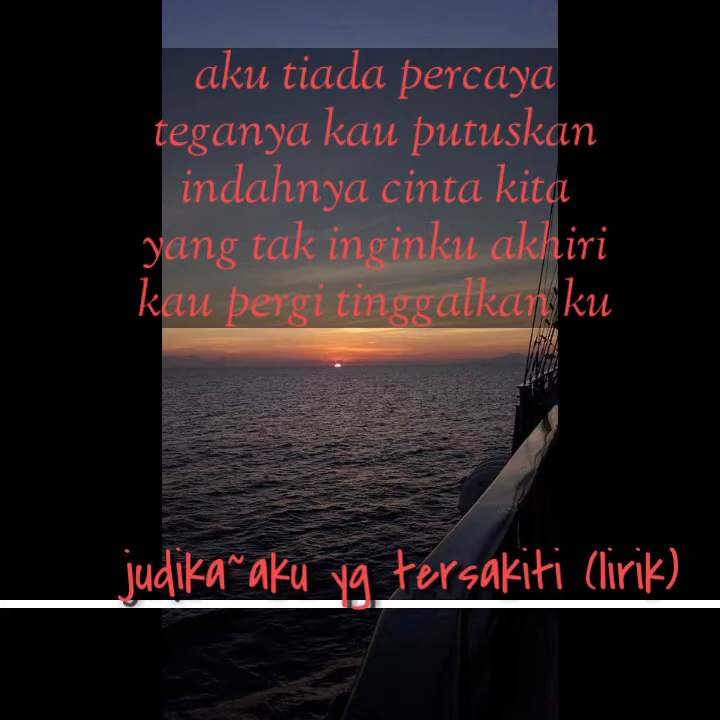 aku tiada percaya
teganya kau putuskan
indahnya cinta kita
yang tak inginku akhiri
kau pergi tinggalkan ku
judika~aku yg tersakiti (lirik)